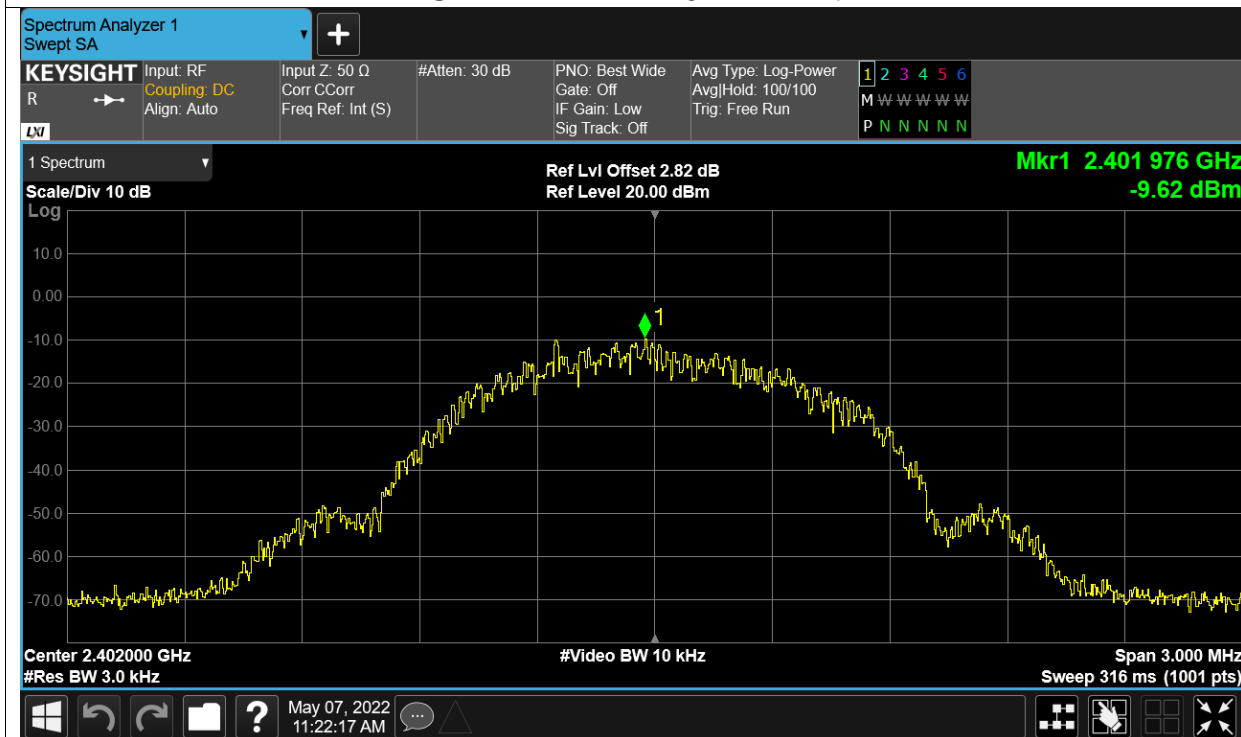 Spectrum Analyzer 1
Swept SA
+
KEYSIGHT
R
LXI
Input: RF
Coupling: DC
Align: Auto
Input Z: 50 Ω
Corr CCorr
Freq Ref: Int (S)
#Atten: 30 dB
PNO: Best Wide
Gate: Off
IF Gain: Low
Sig Track: Off
Avg Type: Log-Power
Avg|Hold: 100/100
Trig: Free Run
1 2 3 4 5 6
M W W W W W
P N N N N N
1 Spectrum
Scale/Div 10 dB
Log
Ref Lvl Offset 2.82 dB
Ref Level 20.00 dBm
Mkr1 2.401 976 GHz
-9.62 dBm
10.0
0.00
-10.0
-20.0
-30.0
-40.0
-50.0
-60.0
-70.0
1
Center 2.402000 GHz
#Res BW 3.0 kHz
#Video BW 10 kHz
Span 3.000 MHz
Sweep 316 ms (1001 pts)
?
May 07, 2022
11:22:17 AM